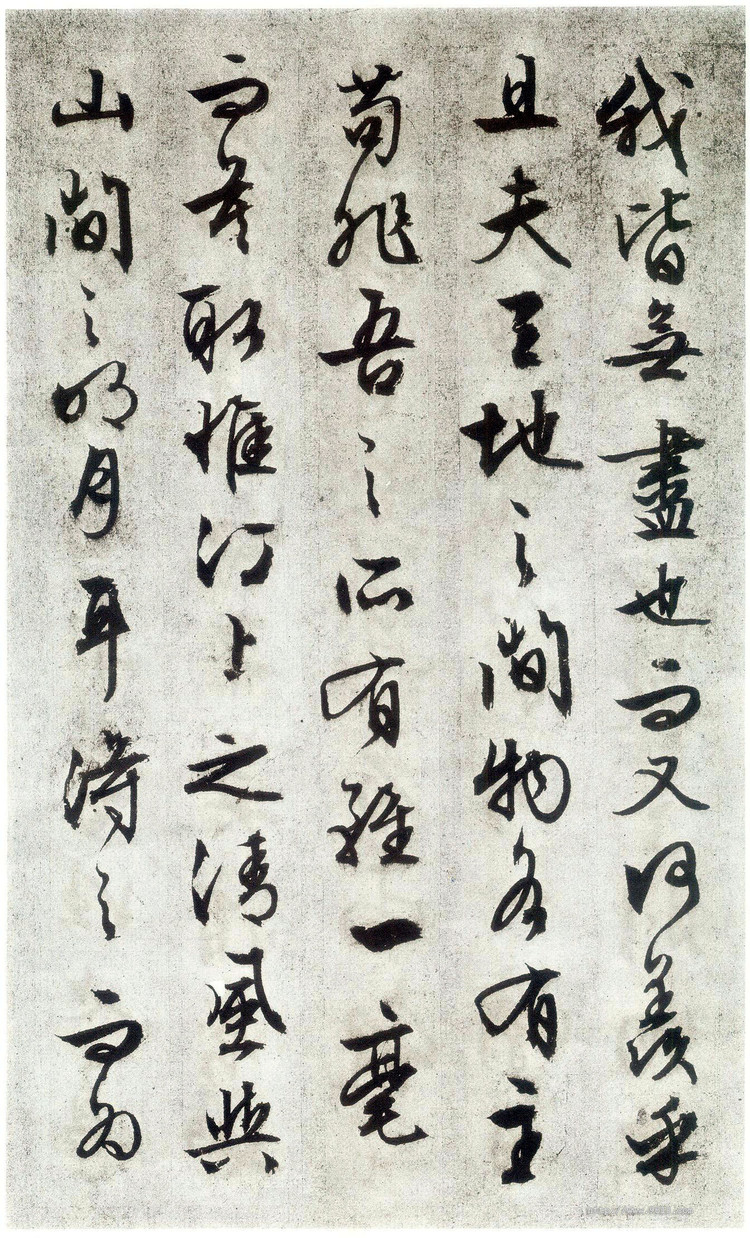 我皆無盡也而又何羨乎
且夫天地之間物各有主
苟非吾之所有雖一毫
而莫取惟江上之清風與
山間之明月耳得之而為